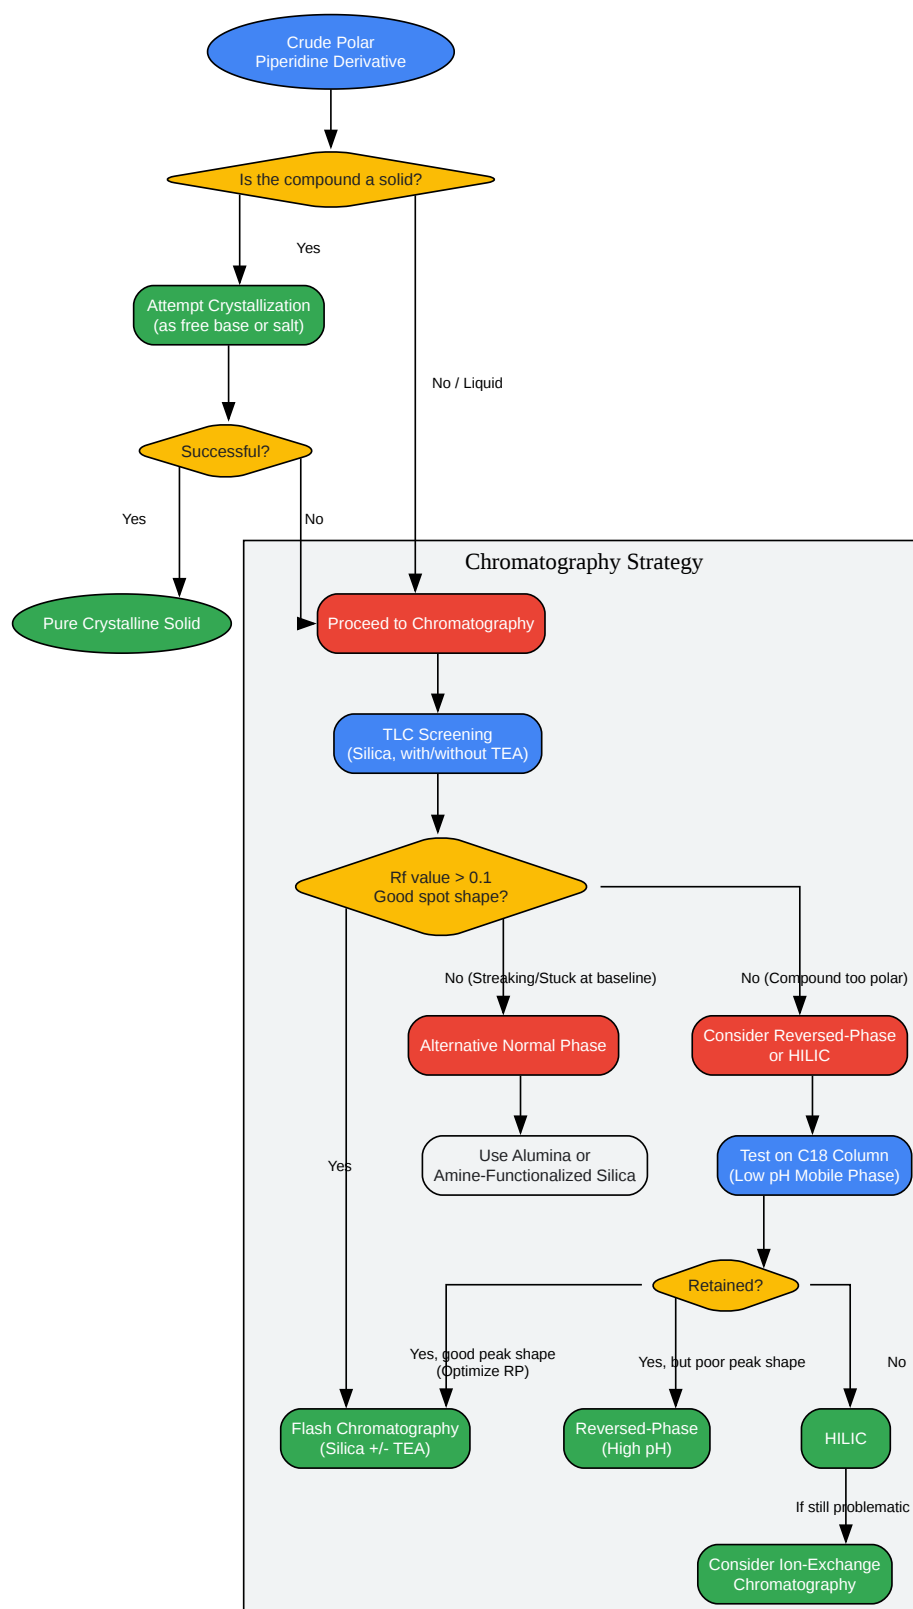 Crude Polar
Piperidine Derivative
Is the compound a solid?
Yes
Attempt Crystallization
(as free base or salt)
No / Liquid
Successful?
Yes
No
Chromatography Strategy
Pure Crystalline Solid
Proceed to Chromatography
TLC Screening
(Silica, with/without TEA)
Rf value > 0.1
Good spot shape?
No (Streaking/Stuck at baseline)
No (Compound too polar)
Alternative Normal Phase
Consider Reversed-Phase
or HILIC
Use Alumina or
Amine-Functionalized Silica
Test on C18 Column
(Low pH Mobile Phase)
Yes
Retained?
Yes, good peak shape
(Optimize RP)
Yes, but poor peak shape
No
Flash Chromatography
(Silica +/- TEA)
Reversed-Phase
(High pH)
HILIC
If still problematic
Consider Ion-Exchange
Chromatography